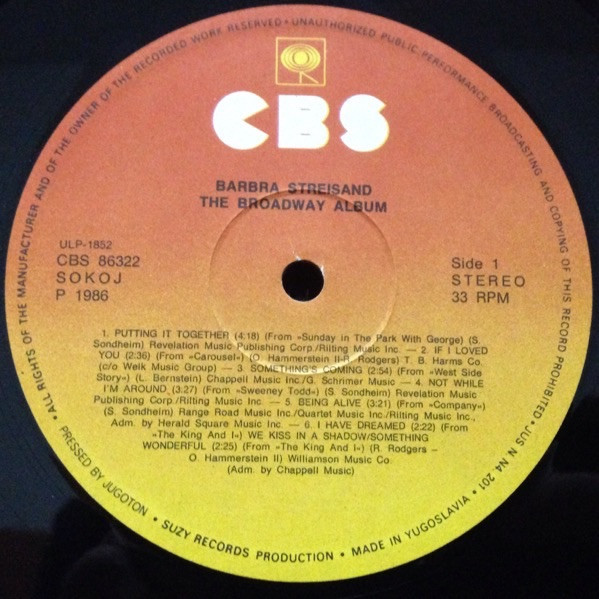 CBS
BARBRA STREISAND
THE BROADWAY ALBUM
ULP-1852
CBS 86322
SOKOJ
P 1986
Side 1
STEREO
33 RPM
1. PUTTING IT TOGETHER (4:18) (From »Sunday in The Park With George) (S.
Sondheim) Revelation Music Publishing Corp./Rilting Music Inc. — 2. IF I LOVED
YOU (2:36) (From »Carousel«) (O. Hammerstein II-R. Rodgers) T. B. Harms Co.
(c/o Welk Music Group) — 3. SOMETHING'S COMING (2:54) (From »West Side
Story«) (L. Bernstein) Chappell Music Inc./G. Schrimer Music — 4. NOT WHILE
I'M AROUND (3:27) (From »Sweeney Todd«) (S. Sondheim) Revelation Music
Publishing Corp./Rilting Music Inc. — 5. BEING ALIVE (3:21) (From »Company«)
(S. Sondheim) Range Road Music Inc./Quartet Music Inc./Rilting Music Inc.,
Adm. by Herald Square Music Inc. — 6. I HAVE DREAMED (2:22) (From
»The King And I«) WE KISS IN A SHADOW/SOMETHING
WONDERFUL (2:25) (From »The King And I«) (R. Rodgers –
O. Hammerstein II) Williamson Music Co.
(Adm. by Chappell Music)
• ALL RIGHTS OF THE MANUFACTURER AND OF THE OWNER OF THE RECORDED WORK RESERVED • UNAUTHORIZED PUBLIC PERFORMANCE BROADCASTING AND COPYING OF THIS RECORD PROHIBITED • JUS N. N4. 201 •
PRESSED BY JUGOTON • SUZY RECORDS PRODUCTION • MADE IN YUGOSLAVIA •